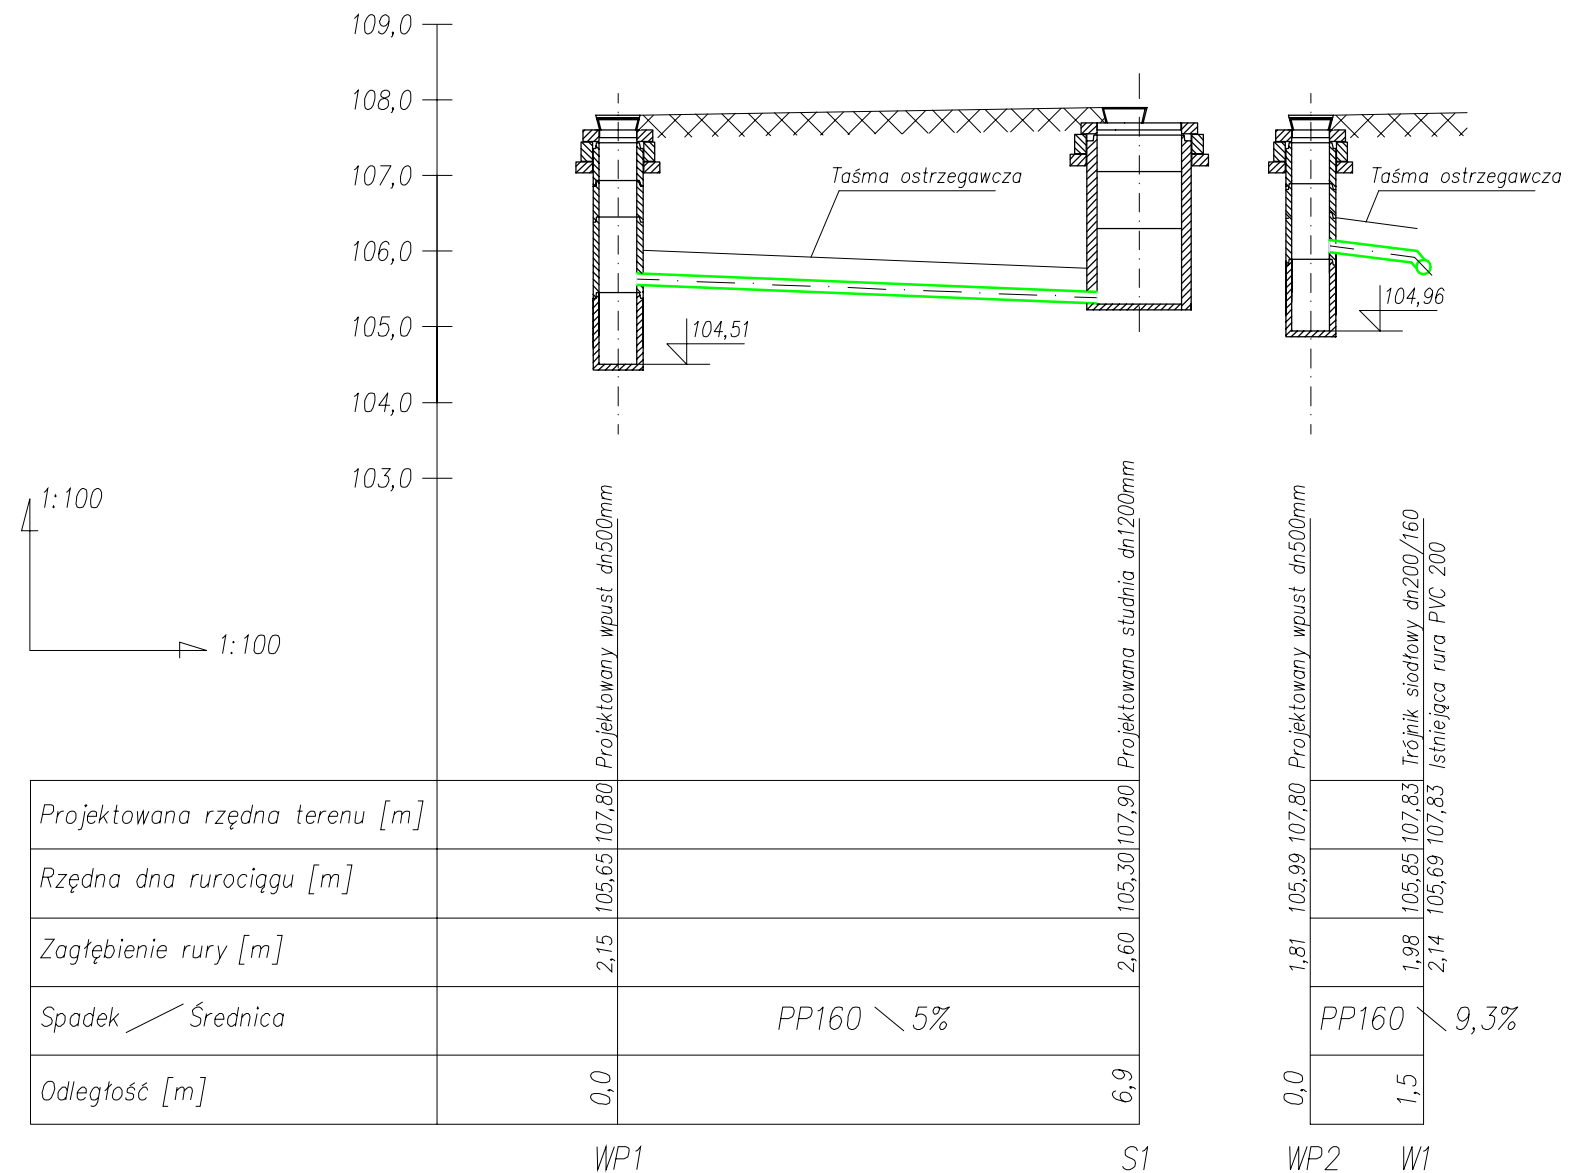 109,0
108,0
107,0
106,0
105,0
104,0
103,0
Taśma ostrzegawcza
Taśma ostrzegawcza
104,51
104,96
1:100
1:100
Projektowany wpust dn500mm
Projektowana studnia dn1200mm
Projektowany wpust dn500mm
Trójnik siodłowy dn200/160
Istniejąca rura PVC 200
Projektowana rzędna terenu [m] 107,80 107,90 107,80 107,83 107,83
Rzędna dna rurociągu [m] 105,65 105,30 105,99 105,85 105,69
Zagłębienie rury [m] 2,15 2,60 1,81 1,98 2,14
Spadek Średnica PP160 5% PP160 9,3%
Odległość [m] 0,0 6,9 0,0 1,5
WP1 S1 WP2 W1